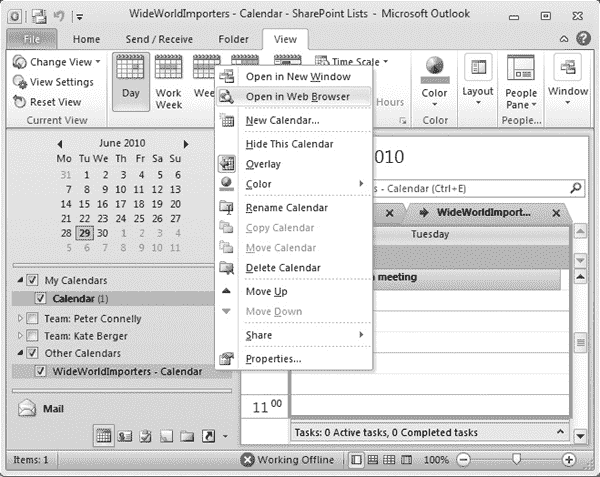 WideWorldImporters - Calendar - SharePoint Lists - Microsoft Outlook
File Home Send / Receive Folder View
Change View
View Settings
Reset View
Current View
Day
Work Week
Wee
Time Scale
Hours
Color
Color
Layout
People Pane
People...
Window
Open in New Window
Open in Web Browser
New Calendar...
Hide This Calendar
Overlay
Color
Rename Calendar
Copy Calendar
Move Calendar
Delete Calendar
Move Up
Move Down
Share
Properties...
June 2010
Mo Tu We Th Fr Sa Su
31 1 2 3 4 5 6
7 8 9 10 11 12 13
14 15 16 17 18 19 20
21 22 23 24 25 26 27
28 29 30 1 2 3 4
5 6 7 8 9 10 11
My Calendars
Calendar (1)
Team: Peter Connelly
Team: Kate Berger
Other Calendars
WideWorldImporters - Calendar
Mail
010
s - Calendar (Ctrl+E)
WideWorldImport...
Tuesday
meeting
11 00
Tasks: 0 Active tasks, 0 Completed tasks
Items: 1
Working Offline
100%